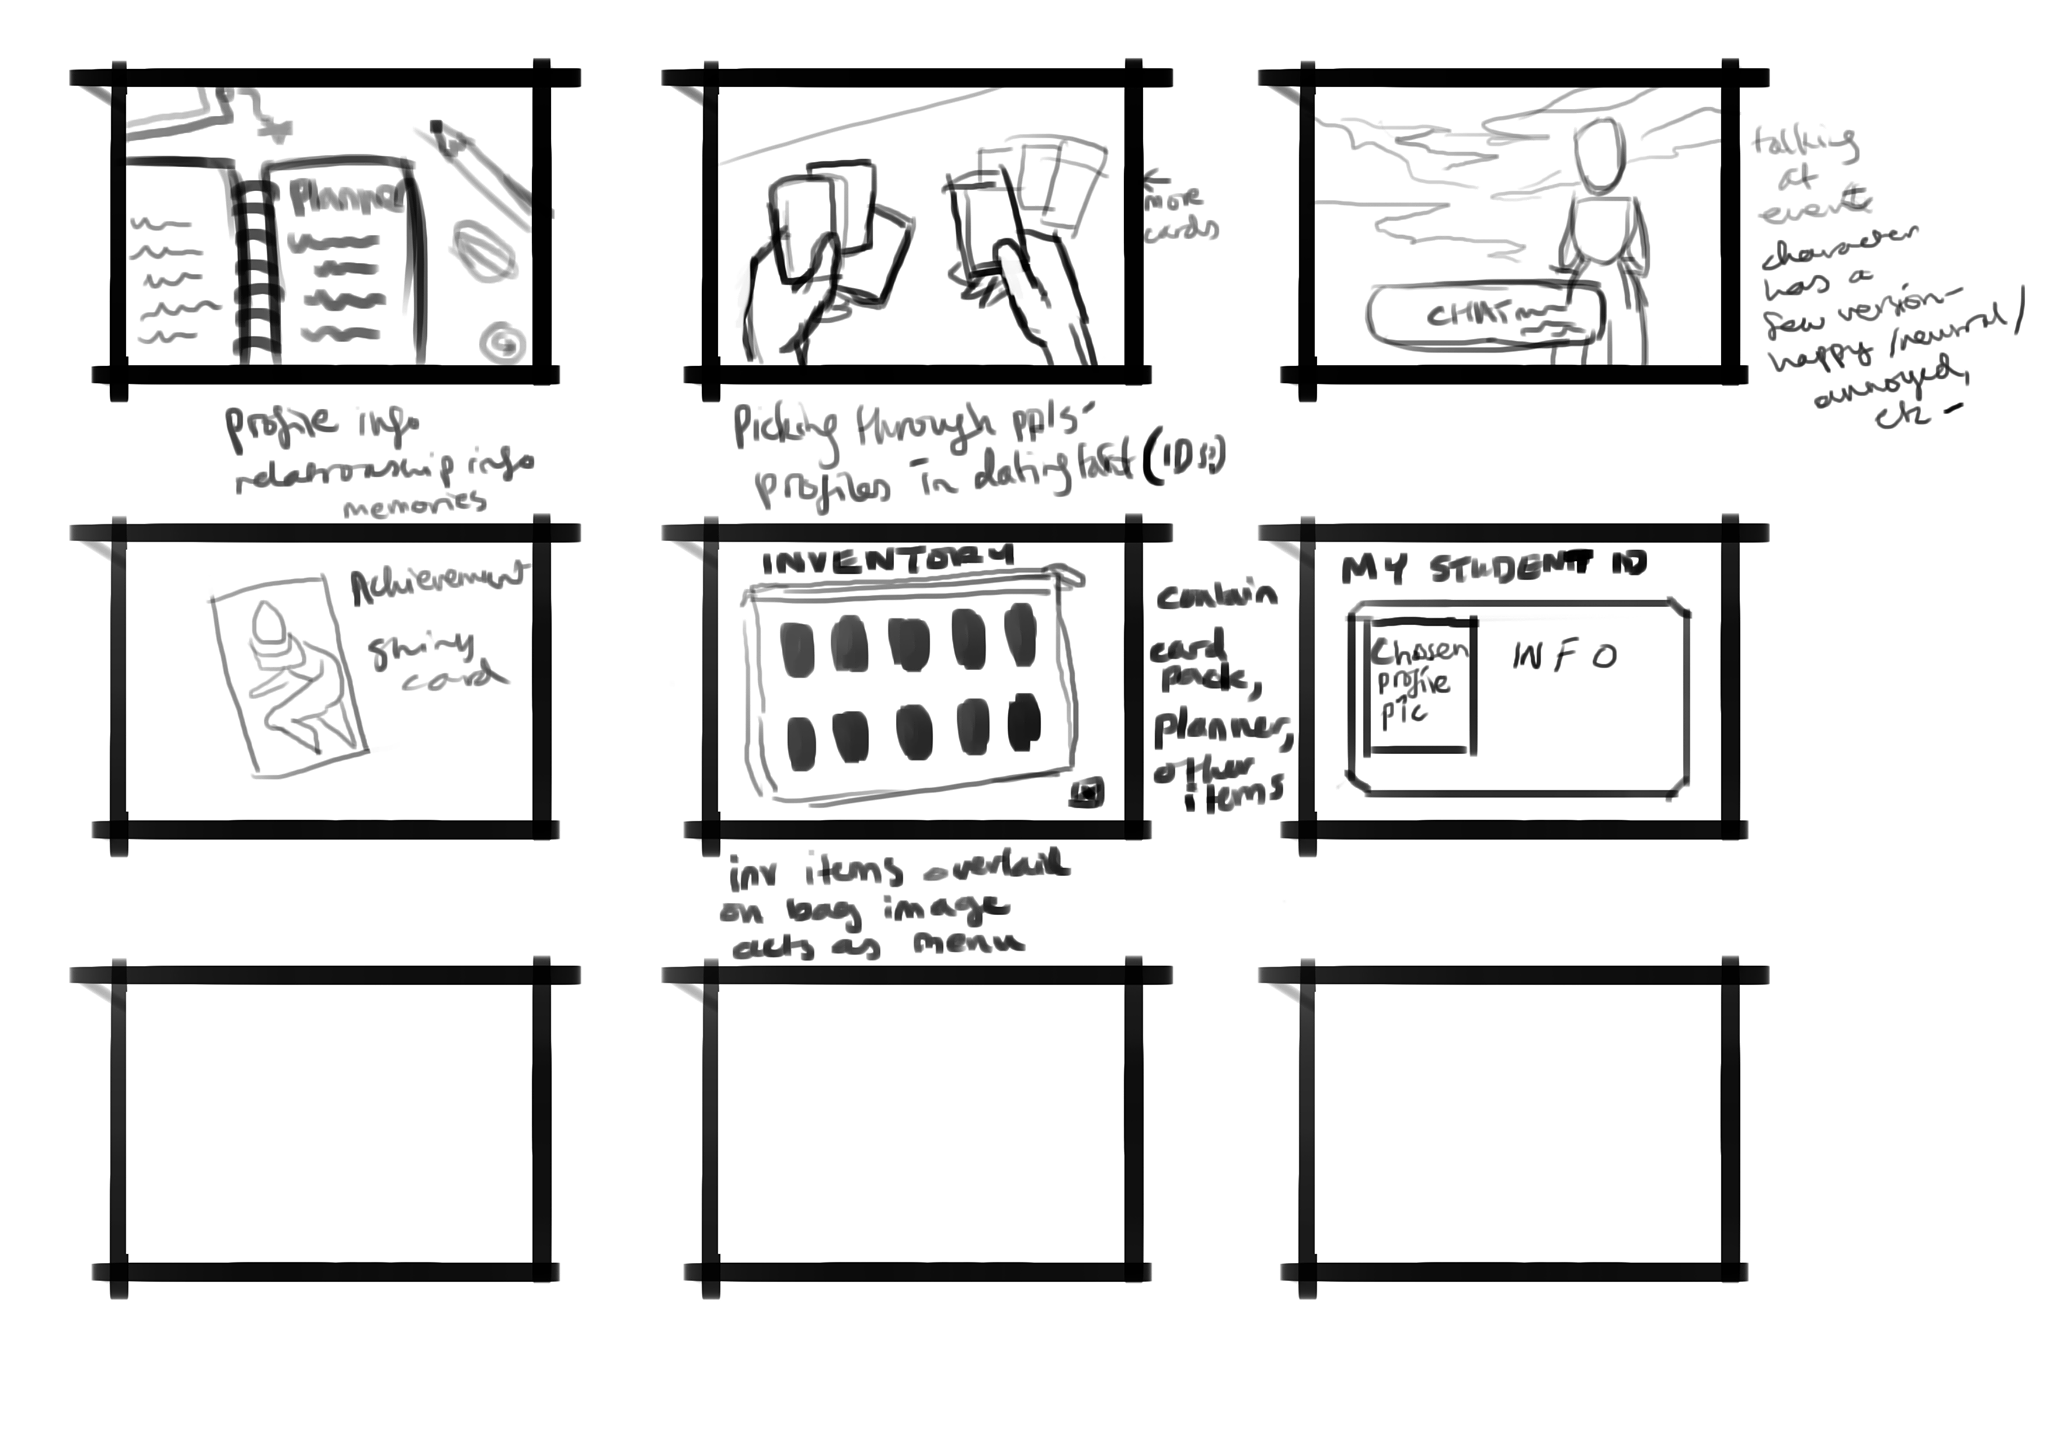 Planner
profile info
relationship info
memories
← more
cards
Picking through ppls
profiles in dating (IDs?)
CHAT
talking
at
event
character
has a
few version-
happy/neutral/
annoyed,
etc -
Achievement
shiny
card
INVENTORY
contain
card
pack,
planner,
other
items
inv items overlaid
on bag image
acts as menu
MY STUDENT ID
Chosen
profile
pic
INFO